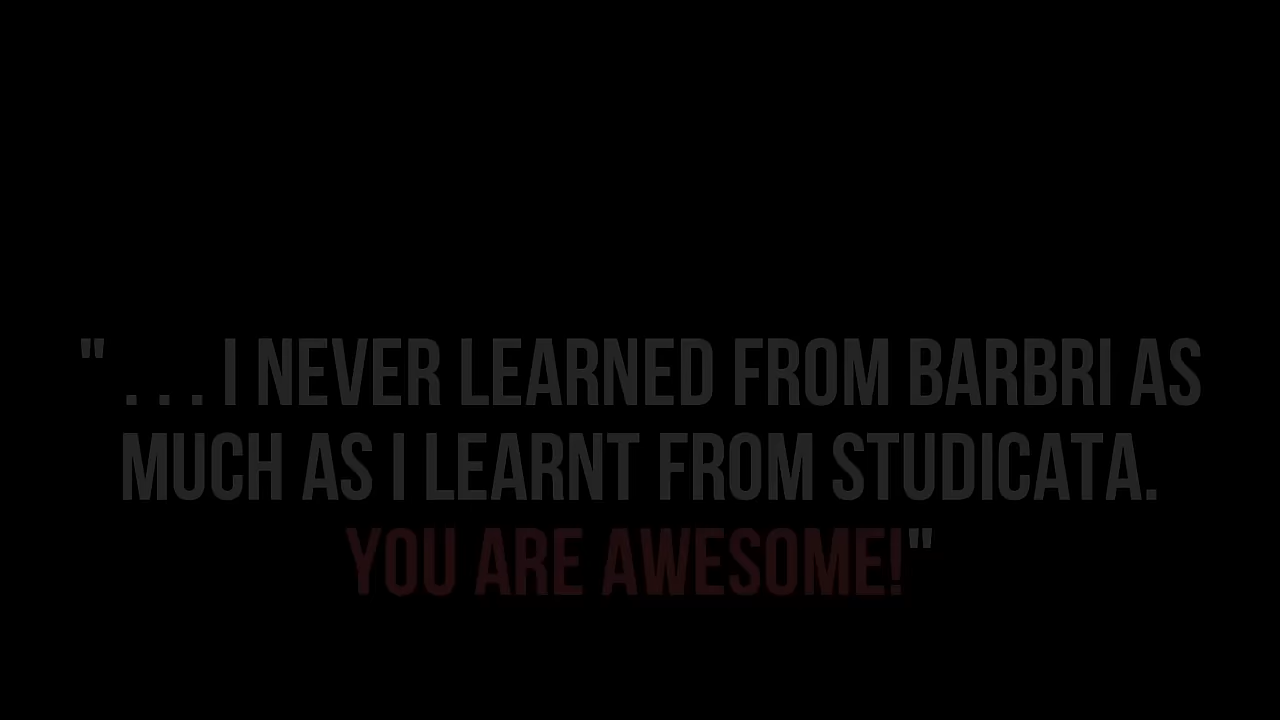 " . . . I NEVER LEARNED FROM BARBRI AS
MUCH AS I LEARNT FROM STUDICATA.
YOU ARE AWESOME!"